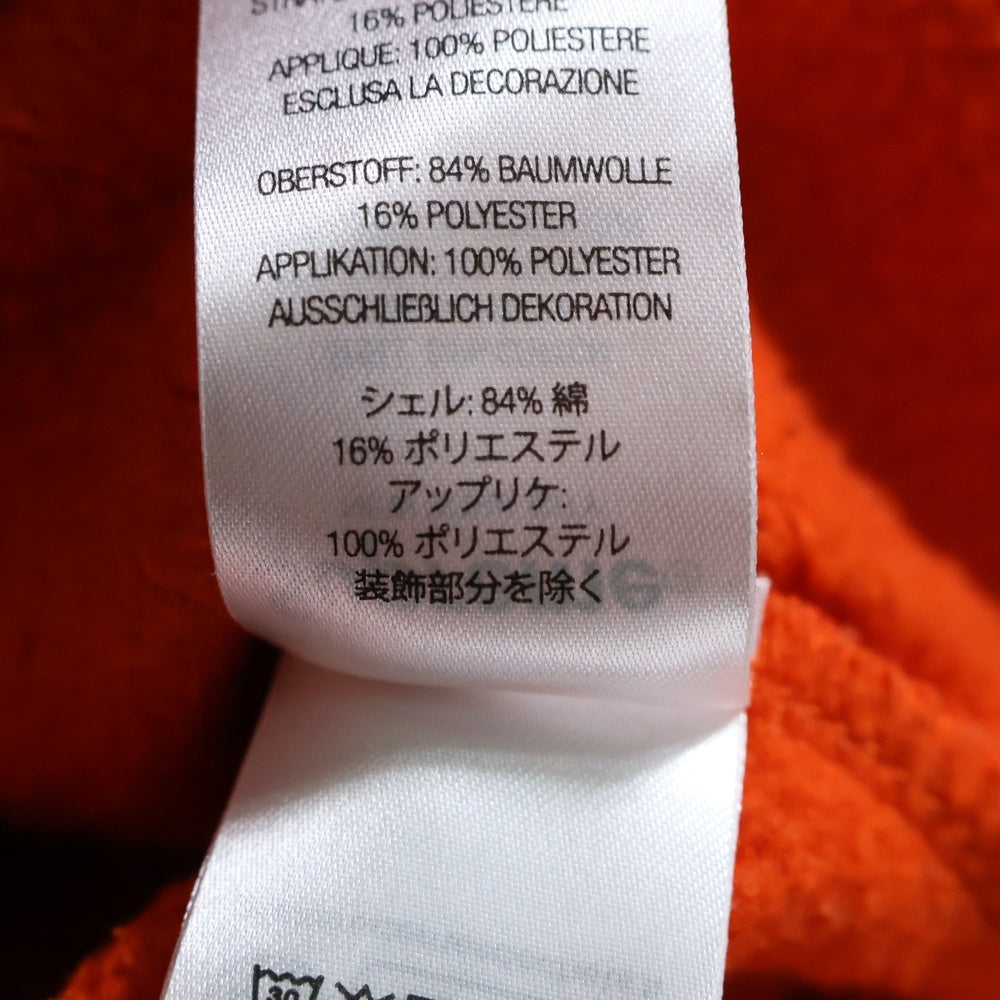 16% POLIESTERE
APPLIQUE: 100% POLIESTERE
ESCLUSA LA DECORAZIONE
OBERSTOFF: 84% BAUMWOLLE
16% POLYESTER
APPLIKATION: 100% POLYESTER
AUSSCHLIEßLICH DEKORATION
シェル: 84% 綿
16% ポリエステル
アップリケ:
100% ポリエステル
装飾部分を除く
30